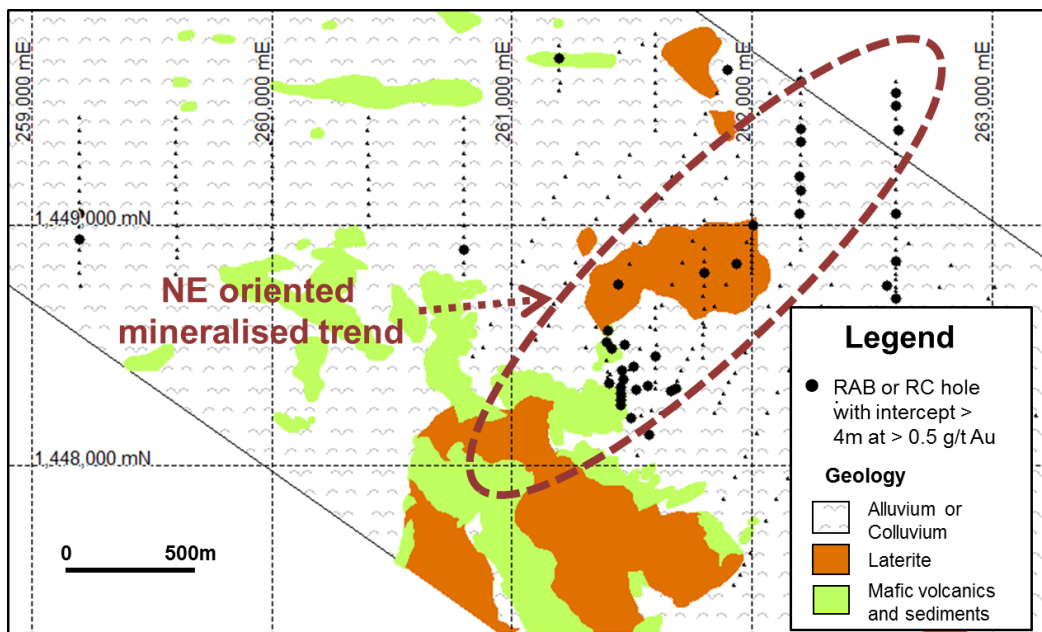 259,000 mE
260,000 mE
261,000 mE
262,000 mE
263,000 mE
1,449,000 mN
NE oriented
mineralised trend
1,448,000 mN
0 500m
Legend
RAB or RC hole
with intercept >
4m at > 0.5 g/t Au
Geology
Alluvium or
Colluvium
Laterite
Mafic volcanics
and sediments